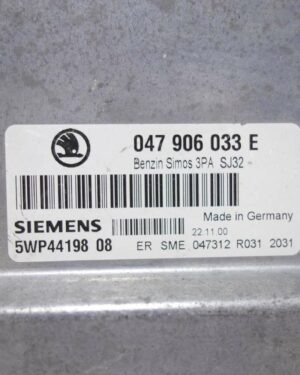 047 906 033 E
Benzin Simos 3PA SJ32
SIEMENS
Made in Germany
22.11.00
5WP44198 08
ER SME 047312 R031 2031